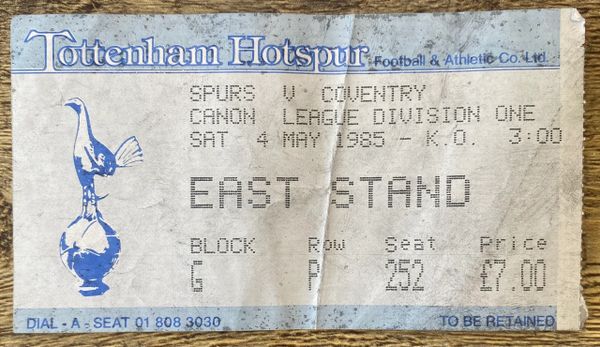 Tottenham Hotspur Football & Athletic Co. Ltd.
SPURS V COVENTRY
CANON LEAGUE DIVISION ONE
SAT 4 MAY 1985 - K.O. 3:00
EAST STAND
BLOCK Row Seat Price
G P 252 £7.00
DIAL - A - SEAT 01 808 3030 TO BE RETAINED